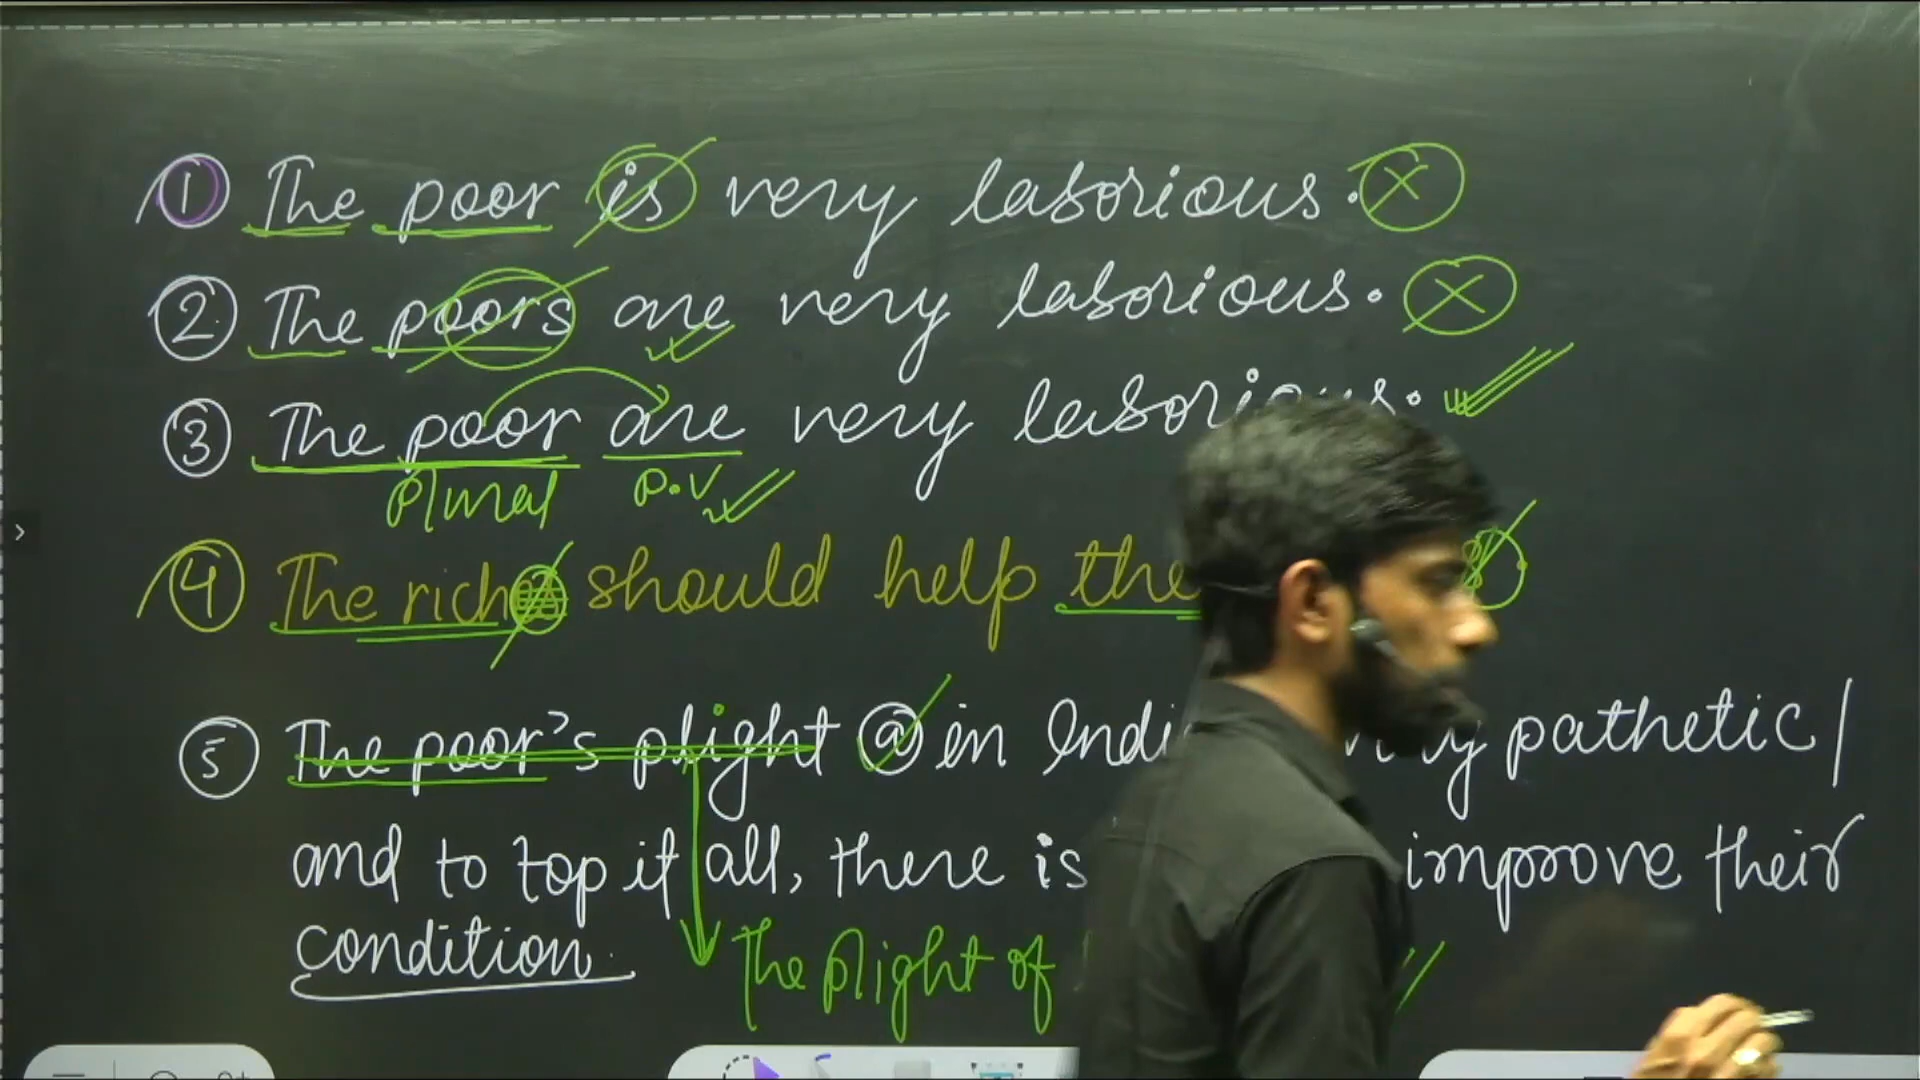 ① The poor is very laborious.
② The poors are very laborious.
③ The poor are very laborious.
plural P.V
④ The riches should help the
⑤ The poor's plight @ in Indi pathetic /
and to top it all, there is improve their
condition.
The plight of